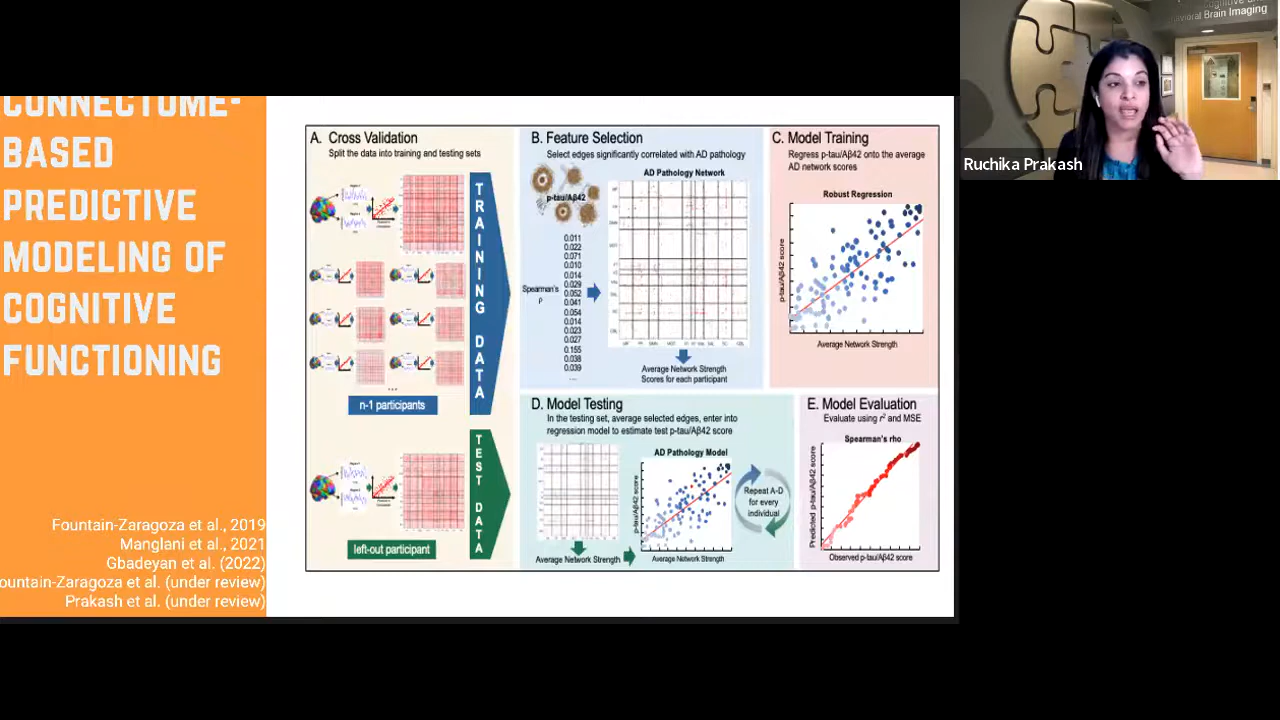 CONNECTOME-
BASED
PREDICTIVE
MODELING OF
COGNITIVE
FUNCTIONING
Fountain-Zaragoza et al., 2019
Manglani et al., 2021
Gbadeyan et al. (2022)
ountain-Zaragoza et al. (under review)
Prakash et al. (under review)
A. Cross Validation
Split the data into training and testing sets
TRAINING DATA
n-1 participants
TEST DATA
left-out participant
B. Feature Selection
Select edges significantly correlated with AD pathology
AD Pathology Network
p-tau/Aβ42
Spearman's
ρ
0.011
0.022
0.071
0.010
0.014
0.029
0.052
0.041
0.054
0.014
0.023
0.027
0.155
0.038
0.039
...
Average Network Strength
Scores for each participant
C. Model Training
Regress p-tau/Aβ42 onto the average
AD network scores
Robust Regression
p-tau/Aβ42 score
Average Network Strength
D. Model Testing
In the testing set, average selected edges, enter into
regression model to estimate test p-tau/Aβ42 score
AD Pathology Model
p-tau/Aβ42 score
Average Network Strength
Average Network Strength
Repeat A-D
for every
individual
E. Model Evaluation
Evaluate using r² and MSE
Spearman's rho
Predicted p-tau/Aβ42 score
Observed p-tau/Aβ42 score
Cognitive and
avioral Brain Imaging
Ruchika Prakash